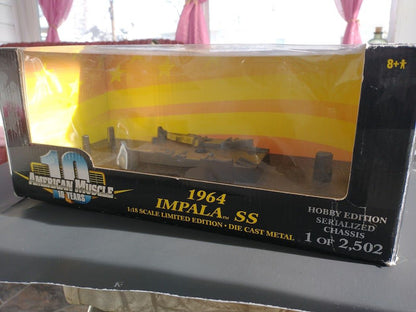 8+
10
AMERICAN MUSCLE
10 YEARS
1964
IMPALA™ SS
1:18 SCALE LIMITED EDITION • DIE CAST METAL
HOBBY EDITION
SERIALIZED
CHASSIS
1 OF 2,502